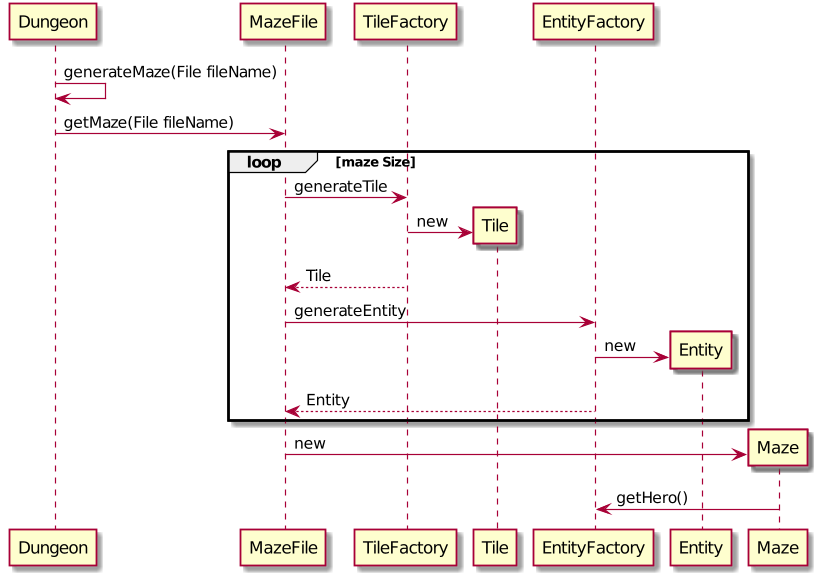 Dungeon MazeFile TileFactory EntityFactory
generateMaze(File fileName)
getMaze(File fileName)
loop [maze Size]
generateTile
new
Tile
Tile
generateEntity
new
Entity
Entity
new
Maze
getHero()
Dungeon MazeFile TileFactory Tile EntityFactory Entity Maze